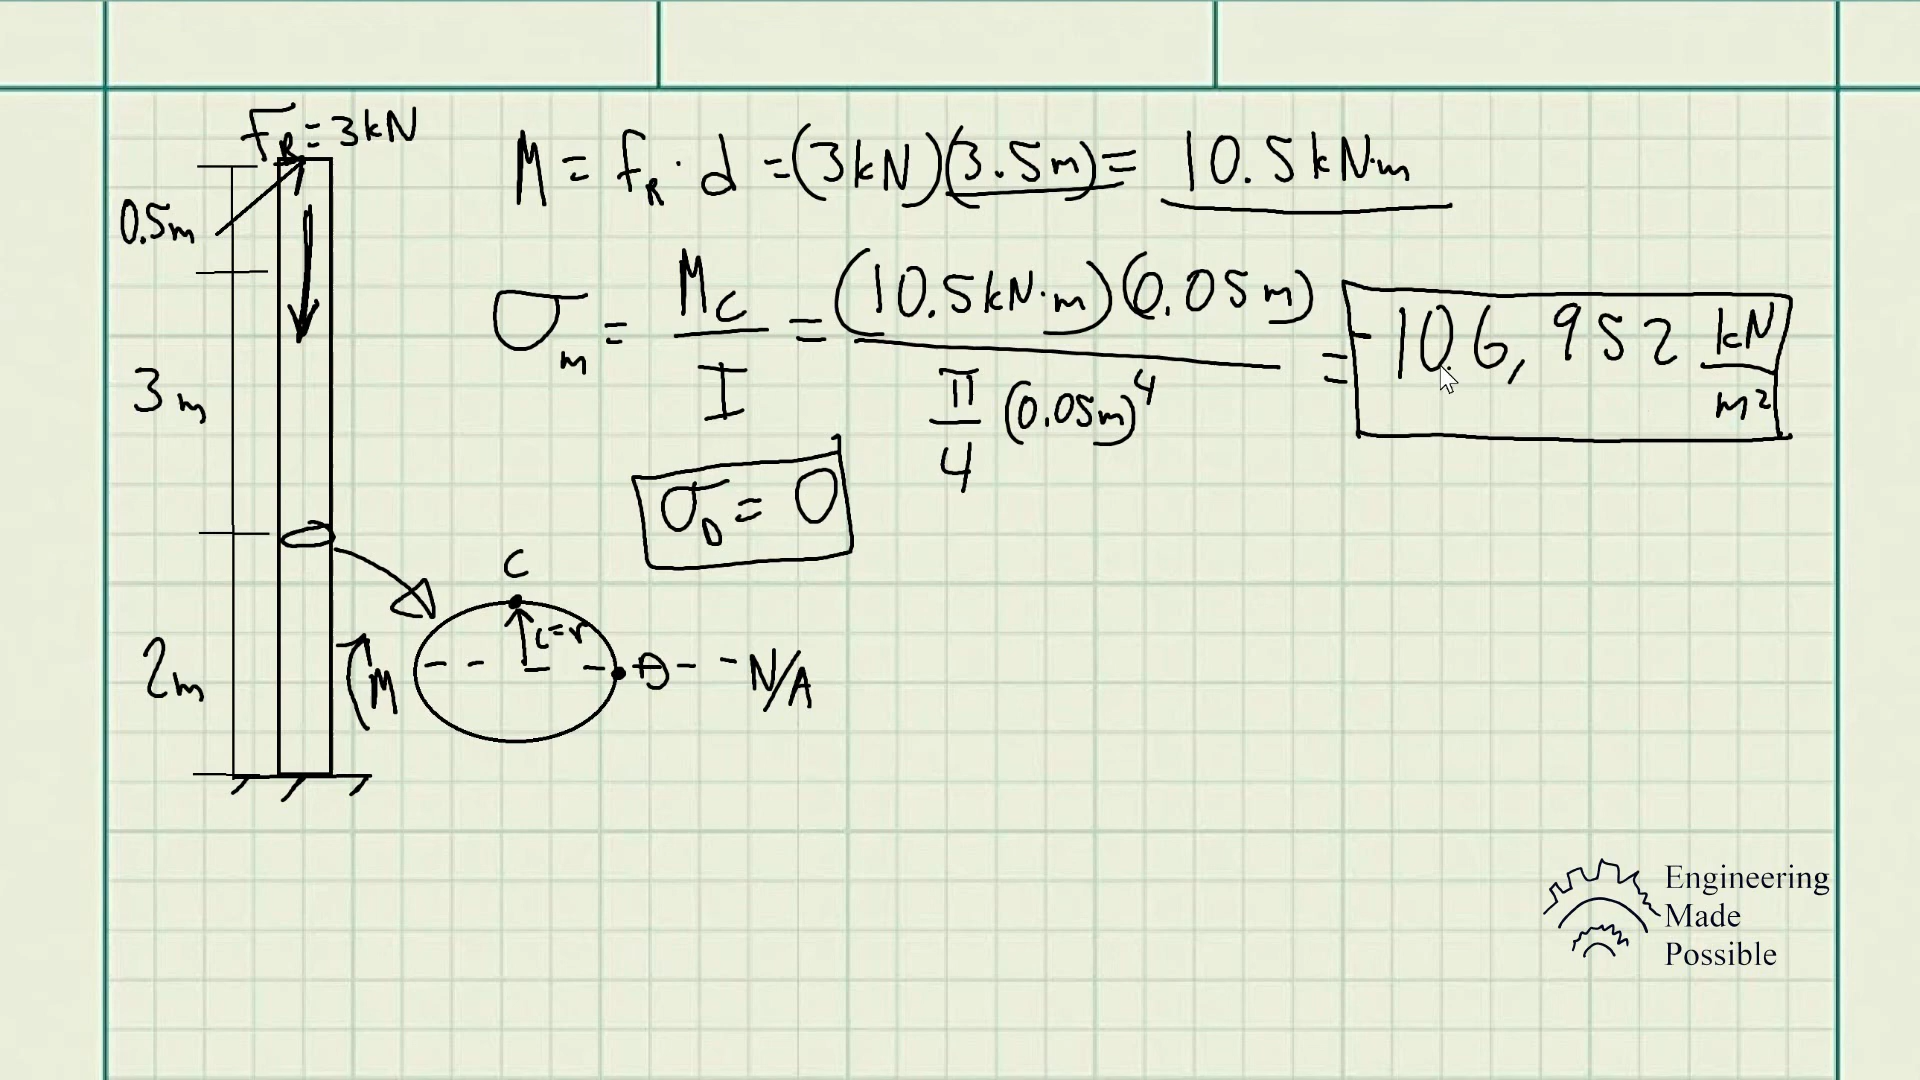 F_R = 3kN
M = F_R · d = (3kN)(3.5m) = 10.5 kN·m
0.5m
σ_m = Mc / I = (10.5kN·m)(0.05m) / π/4 (0.05m)^4 = -106,952 kN/m²
3m
σ_D = 0
C
c=r
2m
M
D
N/A
Engineering
Made
Possible